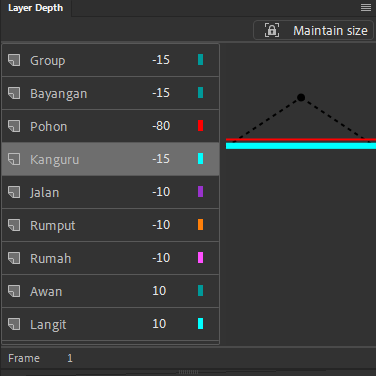 Layer Depth
Maintain size
Group -15
Bayangan -15
Pohon -80
Kanguru -15
Jalan -10
Rumput -10
Rumah -10
Awan 10
Langit 10
Frame 1